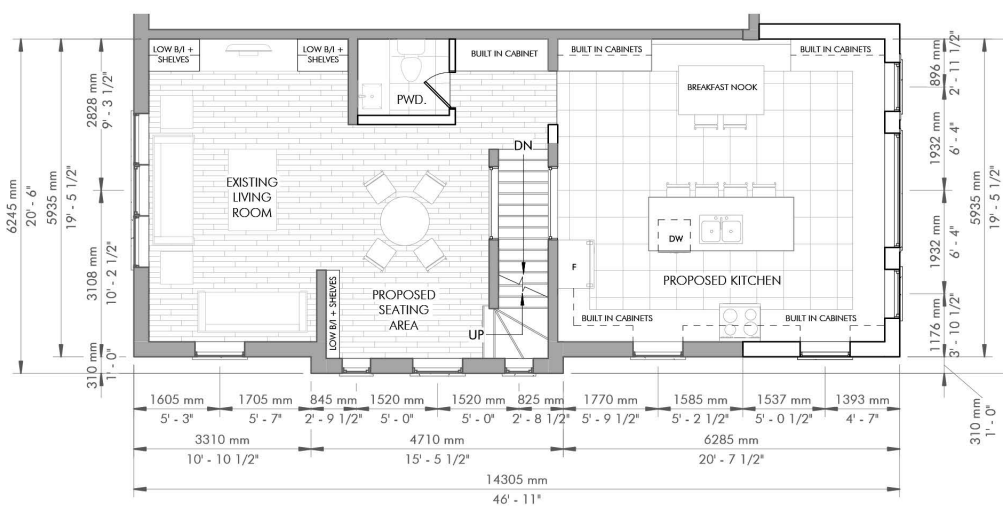 LOW B/I +
SHELVES
LOW B/I +
SHELVES
BUILT IN CABINET
BUILT IN CABINETS
BUILT IN CABINETS
PWD.
BREAKFAST NOOK
DN
EXISTING
LIVING
ROOM
DW
F
PROPOSED KITCHEN
PROPOSED
SEATING
AREA
LOW B/I + SHELVES
UP
BUILT IN CABINETS
BUILT IN CABINETS
6245 mm
20' - 6"
5935 mm
19' - 5 1/2"
2828 mm
9' - 3 1/2"
3108 mm
10' - 2 1/2"
310 mm
1' - 0"
896 mm
2' - 11 1/2"
1932 mm
6' - 4"
1932 mm
6' - 4"
1176 mm
3' - 10 1/2"
5935 mm
19' - 5 1/2"
310 mm
1' - 0"
1605 mm
5' - 3"
1705 mm
5' - 7"
845 mm
2' - 9 1/2"
1520 mm
5' - 0"
1520 mm
5' - 0"
825 mm
2' - 8 1/2"
1770 mm
5' - 9 1/2"
1585 mm
5' - 2 1/2"
1537 mm
5' - 0 1/2"
1393 mm
4' - 7"
3310 mm
10' - 10 1/2"
4710 mm
15' - 5 1/2"
6285 mm
20' - 7 1/2"
14305 mm
46' - 11"